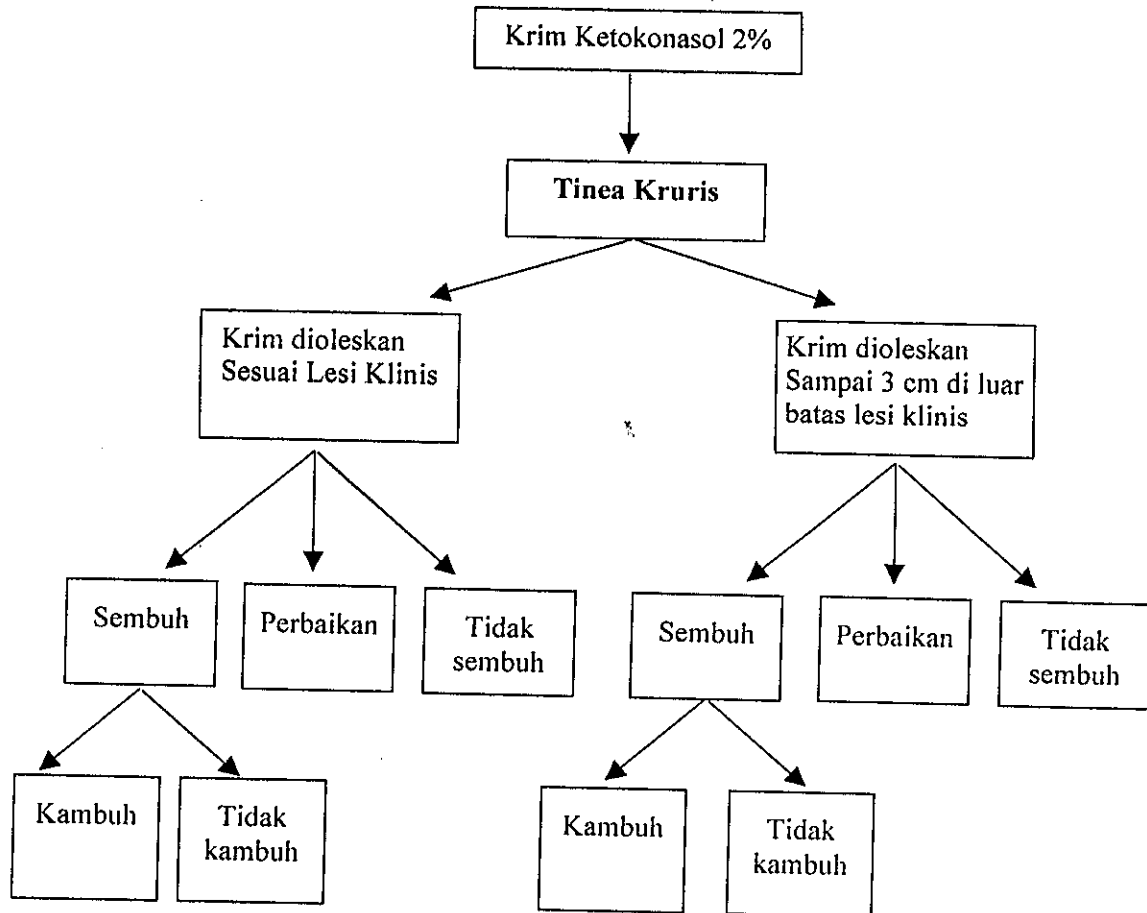 Krim Ketokonasol 2%
Tinea Kruris
Krim dioleskan
Sesuai Lesi Klinis
Krim dioleskan
Sampai 3 cm di luar
batas lesi klinis
Sembuh
Perbaikan
Tidak
sembuh
Sembuh
Perbaikan
Tidak
sembuh
Kambuh
Tidak
kambuh
Kambuh
Tidak
kambuh